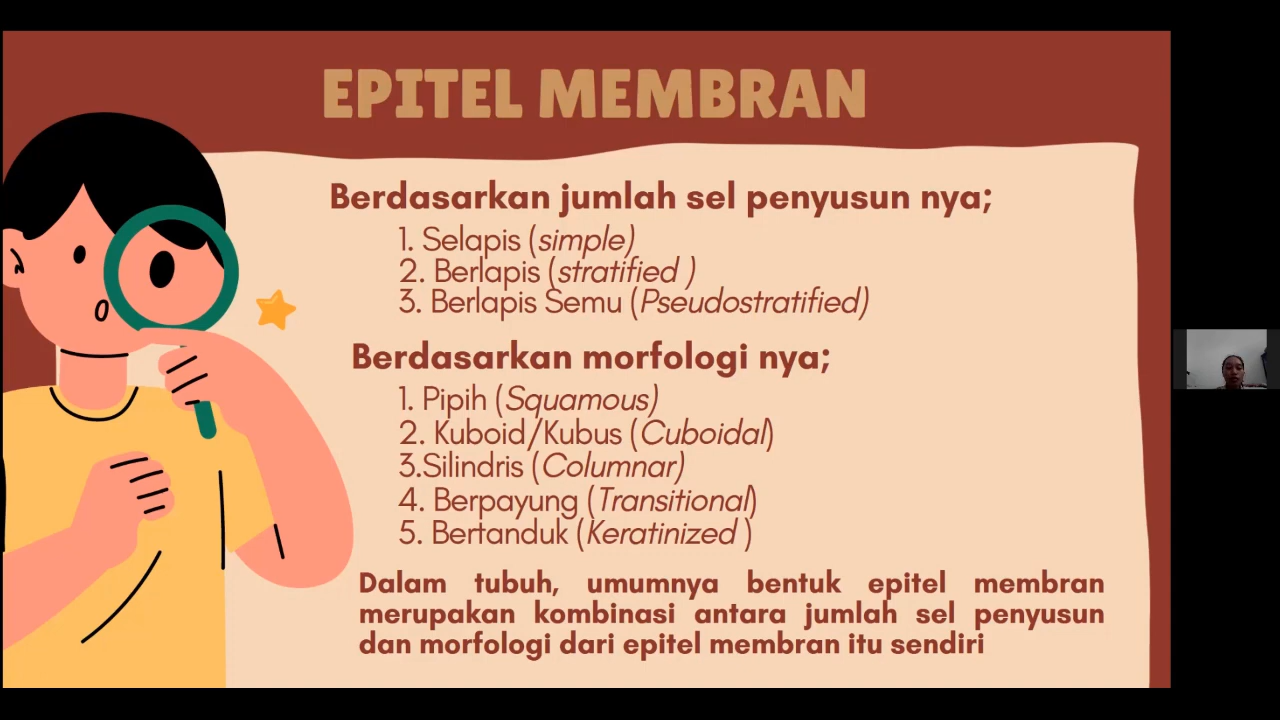 EPITEL MEMBRAN
Berdasarkan jumlah sel penyusun nya;
1. Selapis (simple)
2. Berlapis (stratified )
3. Berlapis Semu (Pseudostratified)
Berdasarkan morfologi nya;
1. Pipih (Squamous)
2. Kuboid/Kubus (Cuboidal)
3.Silindris (Columnar)
4. Berpayung (Transitional)
5. Bertanduk (Keratinized )
Dalam tubuh, umumnya bentuk epitel membran
merupakan kombinasi antara jumlah sel penyusun
dan morfologi dari epitel membran itu sendiri